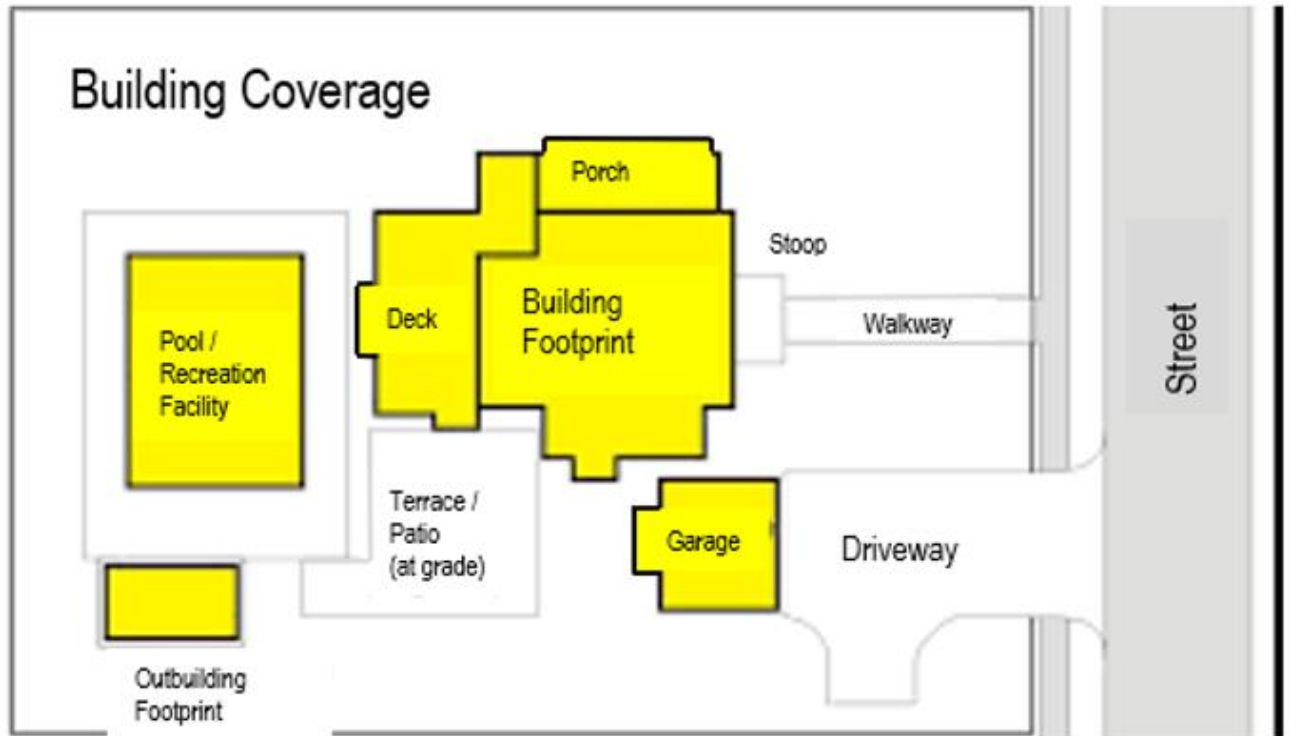 Building Coverage
Porch
Stoop
Deck
Building
Footprint
Walkway
Street
Pool /
Recreation
Facility
Terrace /
Patio
(at grade)
Garage
Driveway
Outbuilding
Footprint